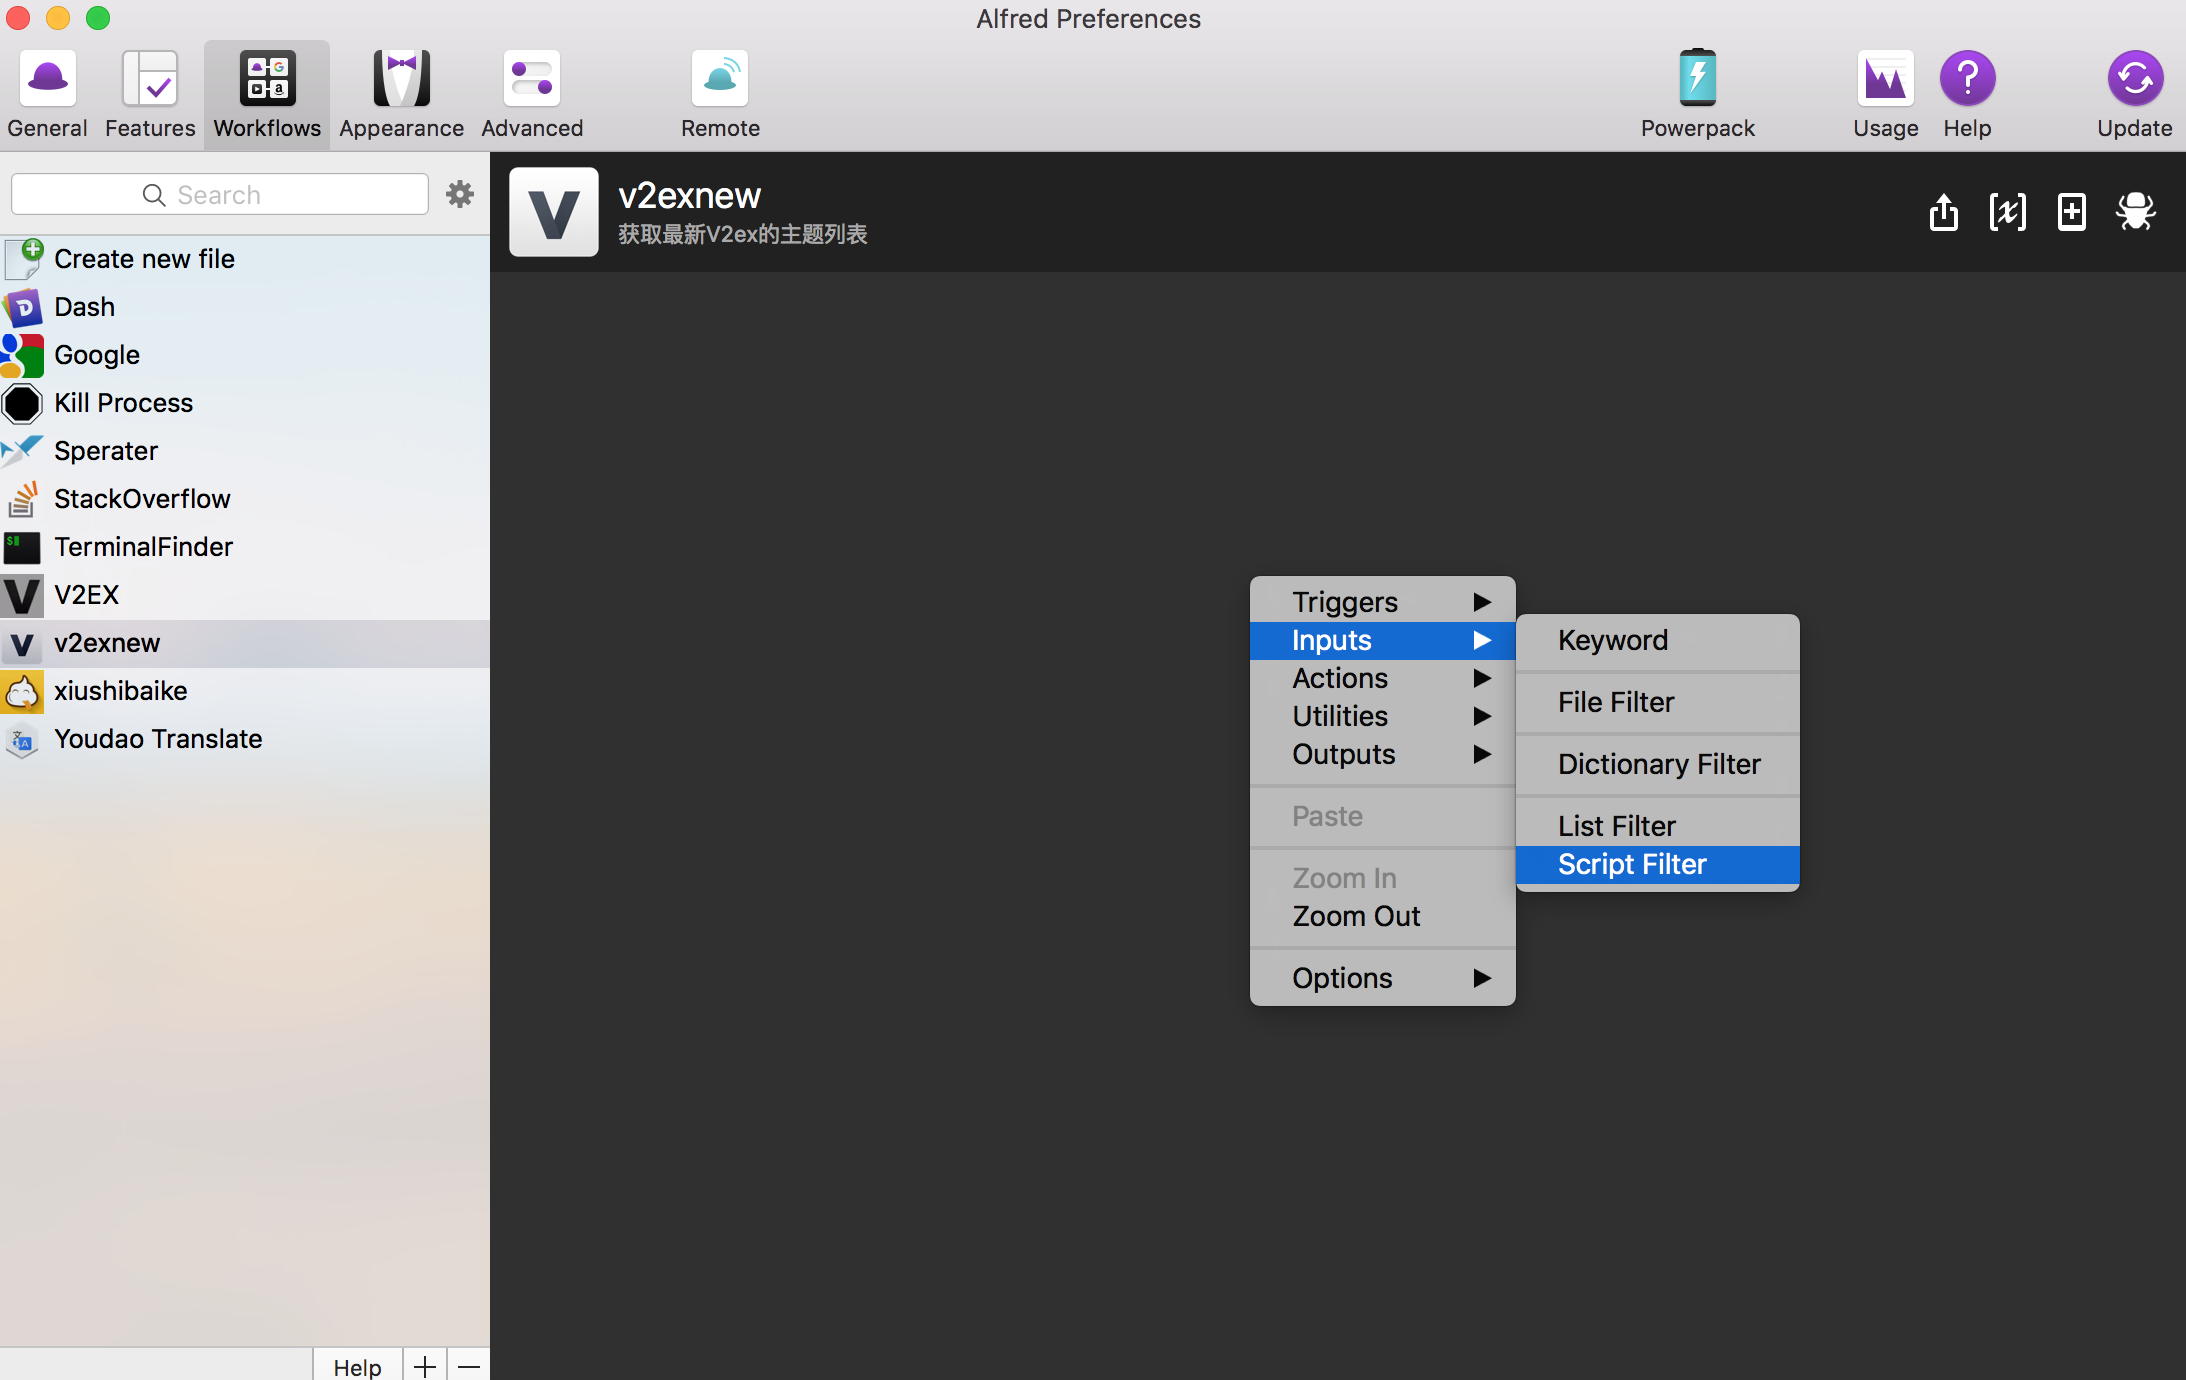 Alfred Preferences
General
Features
Workflows
Appearance
Advanced
Remote
Powerpack
Usage
Help
Update
Search
v2exnew
获取最新V2ex的主题列表
Create new file
Dash
Google
Kill Process
Sperater
StackOverflow
TerminalFinder
V2EX
v2exnew
xiushibaike
Youdao Translate
Triggers
Inputs
Actions
Utilities
Outputs
Paste
Zoom In
Zoom Out
Options
Keyword
File Filter
Dictionary Filter
List Filter
Script Filter
Help